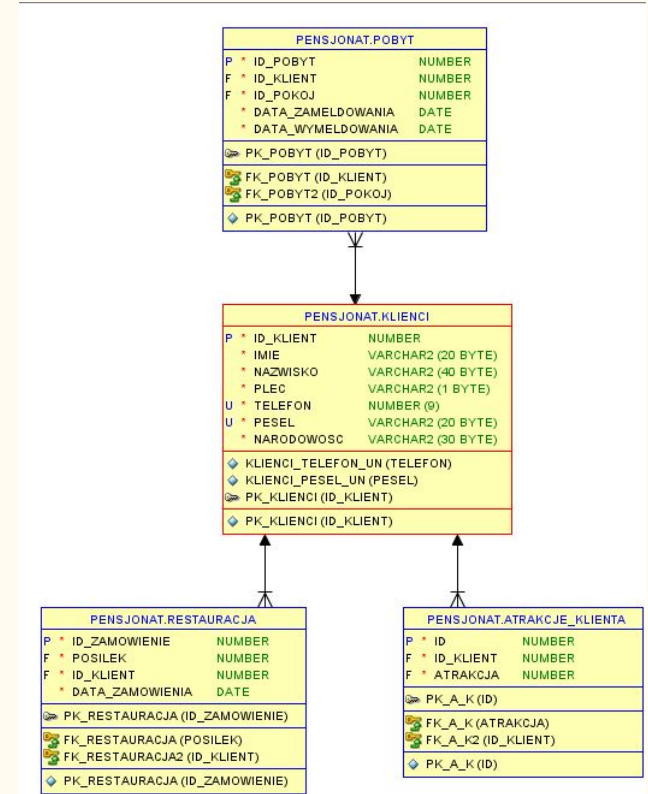 PENSJONAT.POBYT
P * ID_POBYT NUMBER
F * ID_KLIENT NUMBER
F * ID_POKOJ NUMBER
* DATA_ZAMELDOWANIA DATE
* DATA_WYMELDOWANIA DATE
PK_POBYT (ID_POBYT)
FK_POBYT (ID_KLIENT)
FK_POBYT2 (ID_POKOJ)
PK_POBYT (ID_POBYT)
PENSJONAT.KLIENCI
P * ID_KLIENT NUMBER
* IMIE VARCHAR2 (20 BYTE)
* NAZWISKO VARCHAR2 (40 BYTE)
* PLEC VARCHAR2 (1 BYTE)
U * TELEFON NUMBER (9)
U * PESEL VARCHAR2 (20 BYTE)
* NARODOWOSC VARCHAR2 (30 BYTE)
KLIENCI_TELEFON_UN (TELEFON)
KLIENCI_PESEL_UN (PESEL)
PK_KLIENCI (ID_KLIENT)
PK_KLIENCI (ID_KLIENT)
PENSJONAT.RESTAURACJA
P * ID_ZAMOWIENIE NUMBER
F * POSILEK NUMBER
F * ID_KLIENT NUMBER
* DATA_ZAMOWIENIA DATE
PK_RESTAURACJA (ID_ZAMOWIENIE)
FK_RESTAURACJA (POSILEK)
FK_RESTAURACJA2 (ID_KLIENT)
PK_RESTAURACJA (ID_ZAMOWIENIE)
PENSJONAT.ATRAKCJE_KLIENTA
P * ID NUMBER
F * ID_KLIENT NUMBER
F * ATRAKCJA NUMBER
PK_A_K (ID)
FK_A_K (ATRAKCJA)
FK_A_K2 (ID_KLIENT)
PK_A_K (ID)